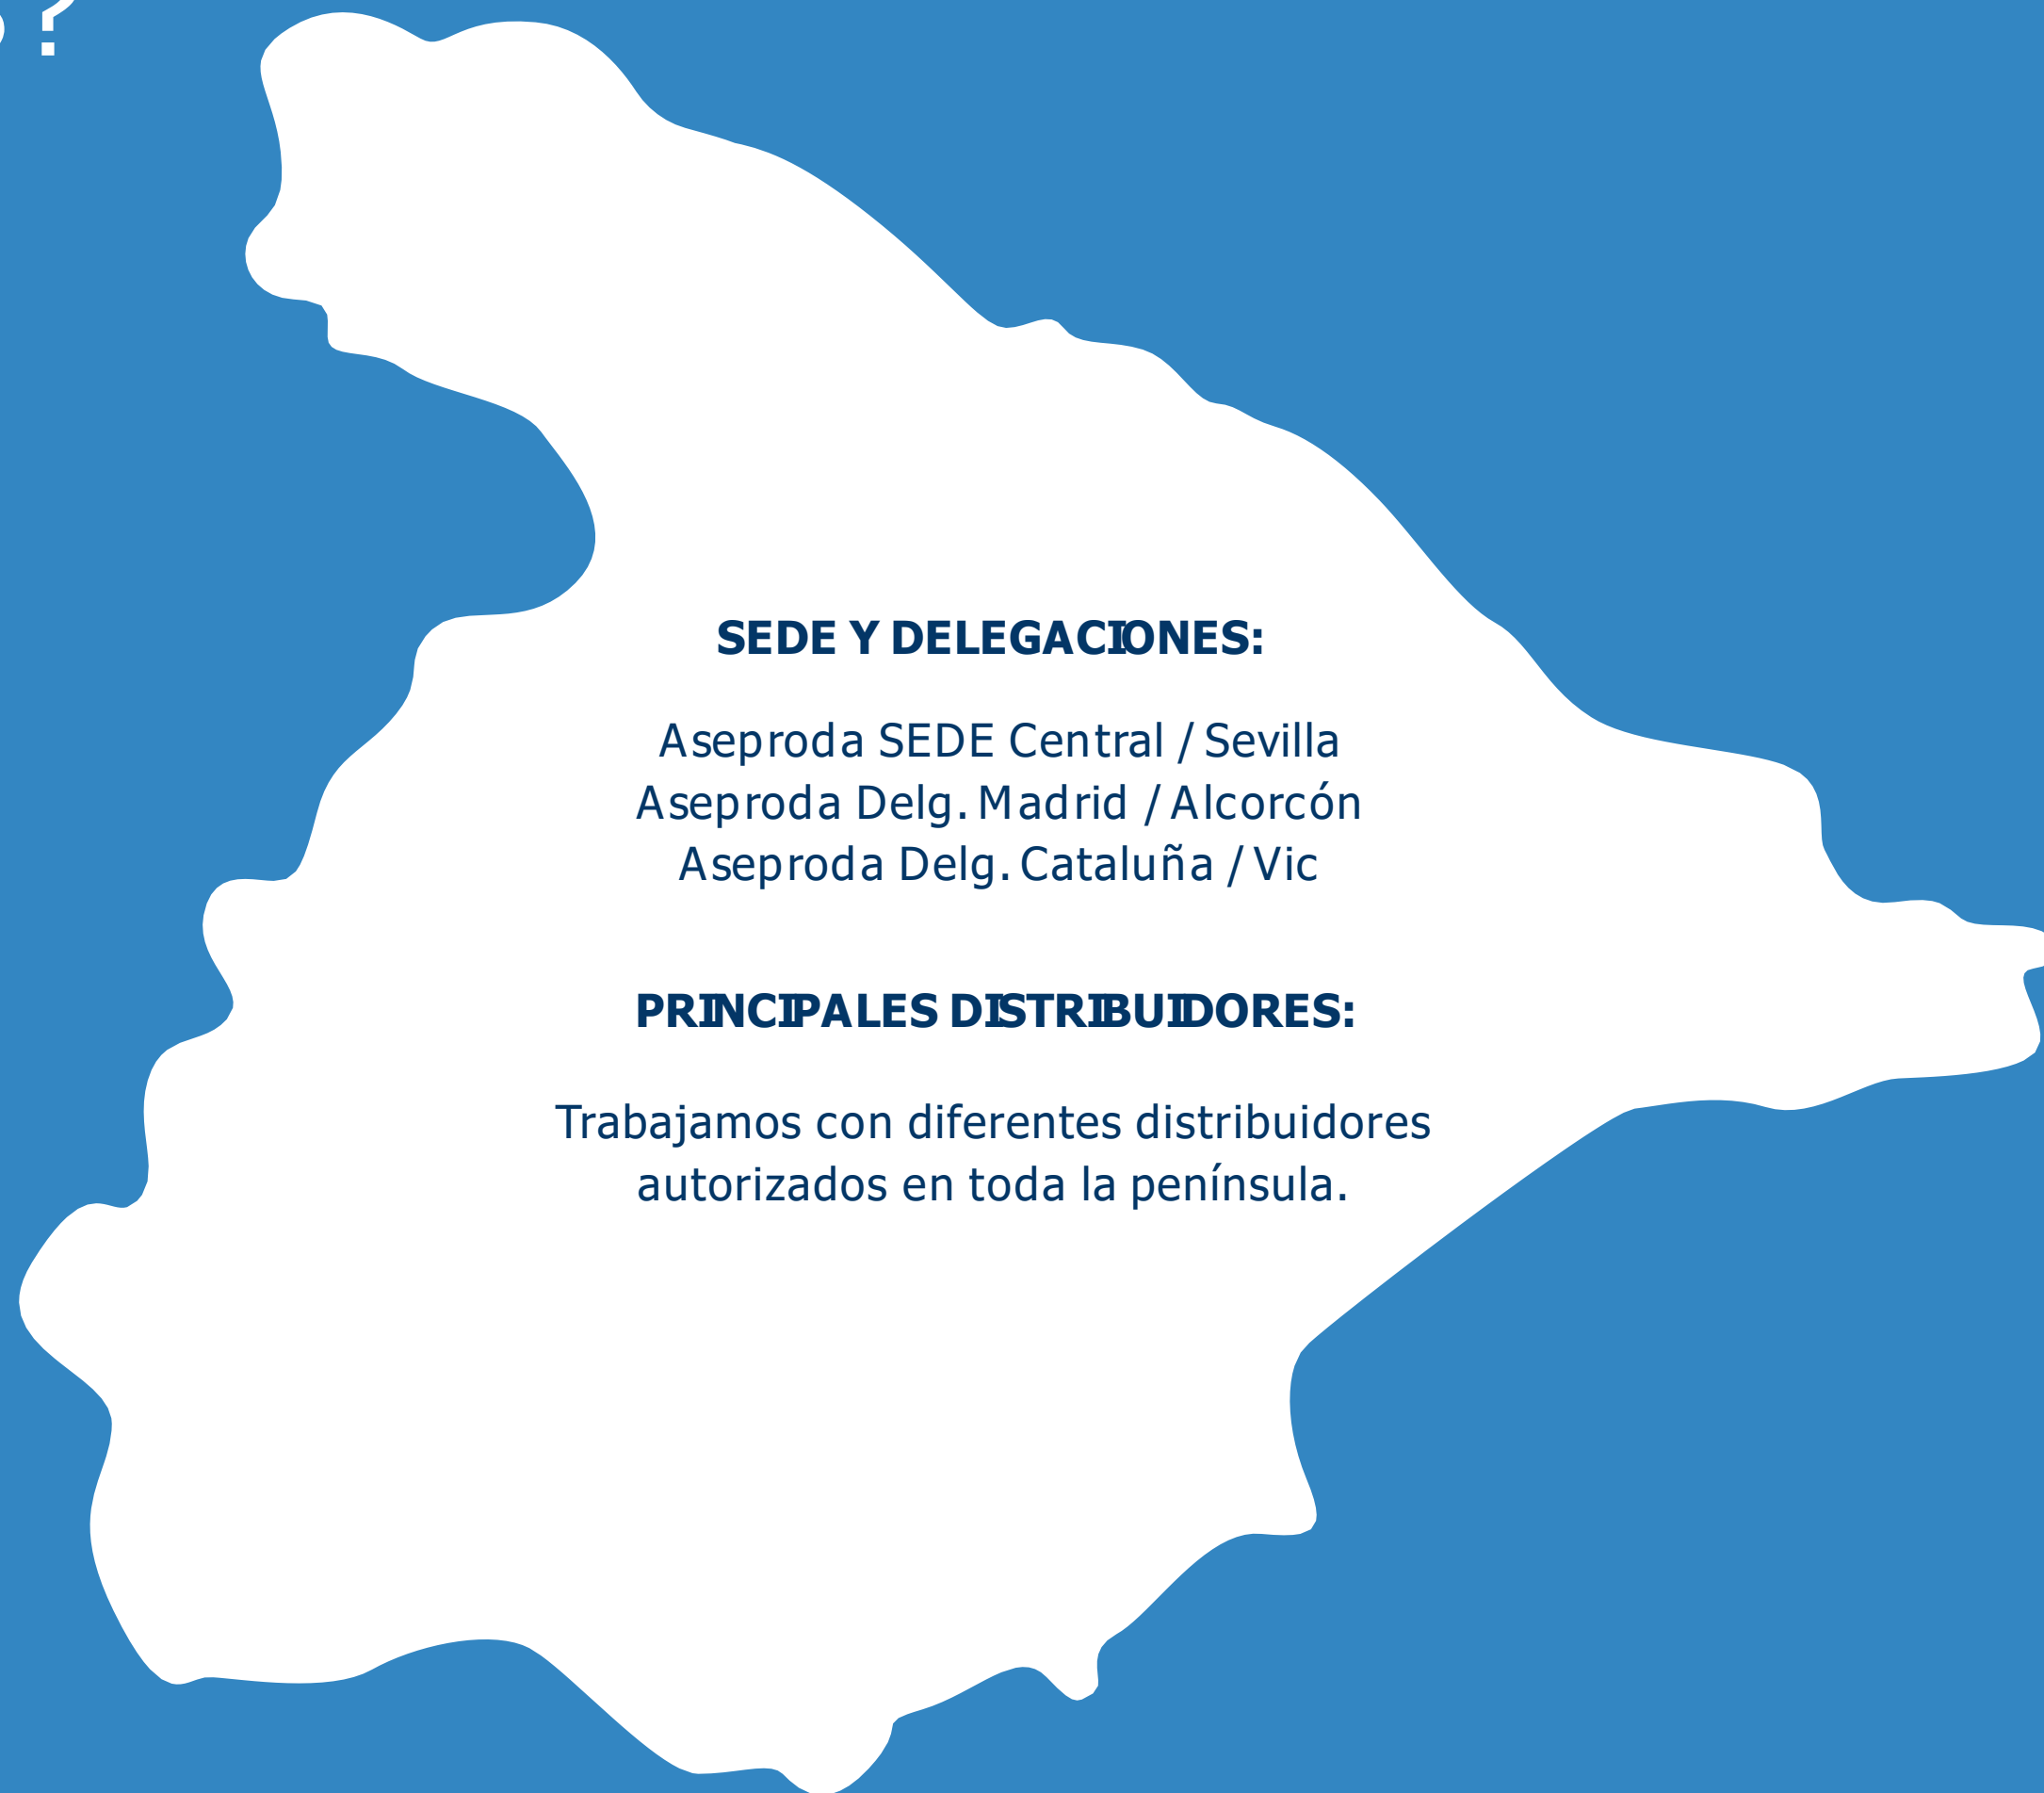 ?
SEDE Y DELEGACIONES:
Aseproda SEDE Central / Sevilla
Aseproda Delg. Madrid / Alcorcón
Aseproda Delg. Cataluña / Vic
PRINCIPALES DISTRIBUIDORES:
Trabajamos con diferentes distribuidores
autorizados en toda la península.